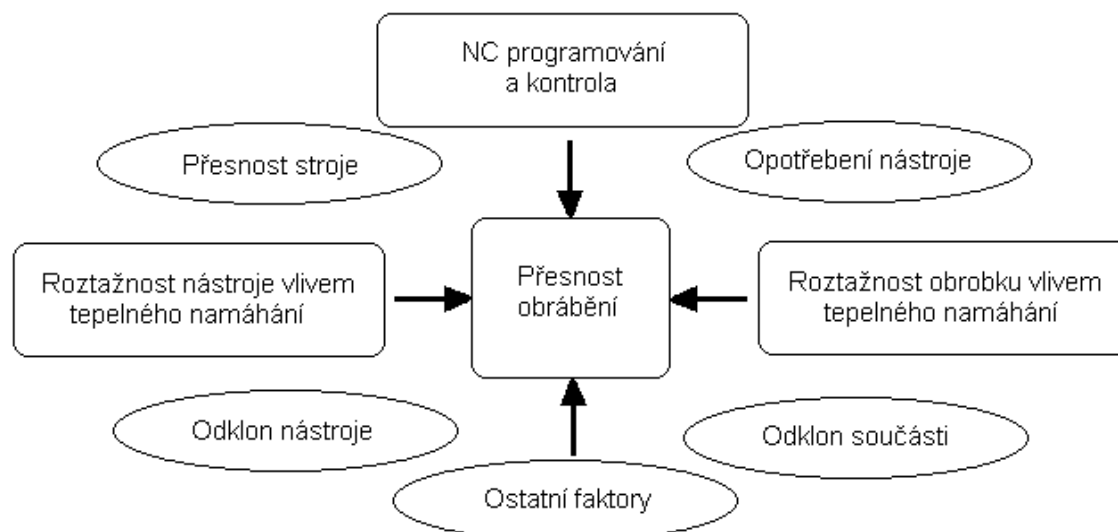 NC programování
a kontrola
Přesnost stroje
Opotřebení nástroje
Roztažnost nástroje vlivem
tepelného namáhání
Přesnost
obrábění
Roztažnost obrobku vlivem
tepelného namáhání
Odklon nástroje
Odklon součásti
Ostatní faktory